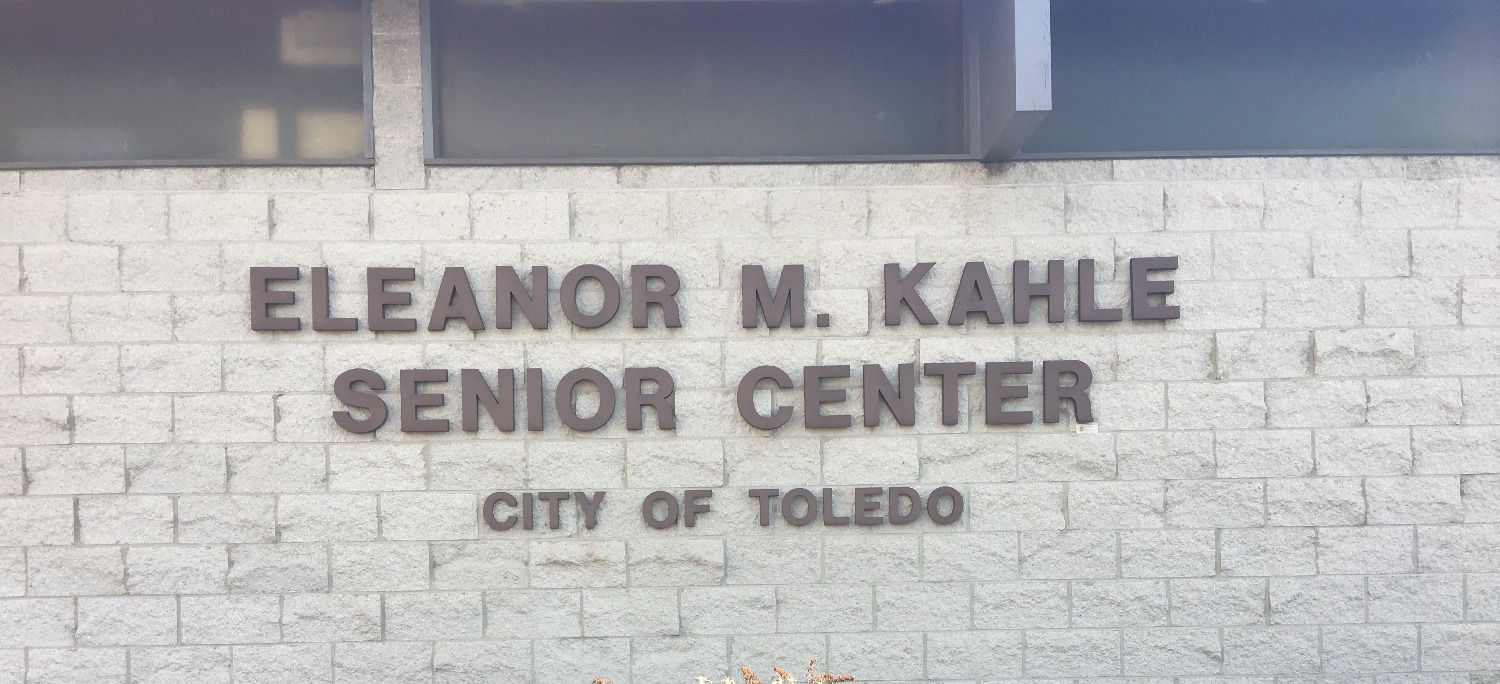 ELEANOR M. KAHLE
SENIOR CENTER
CITY OF TOLEDO